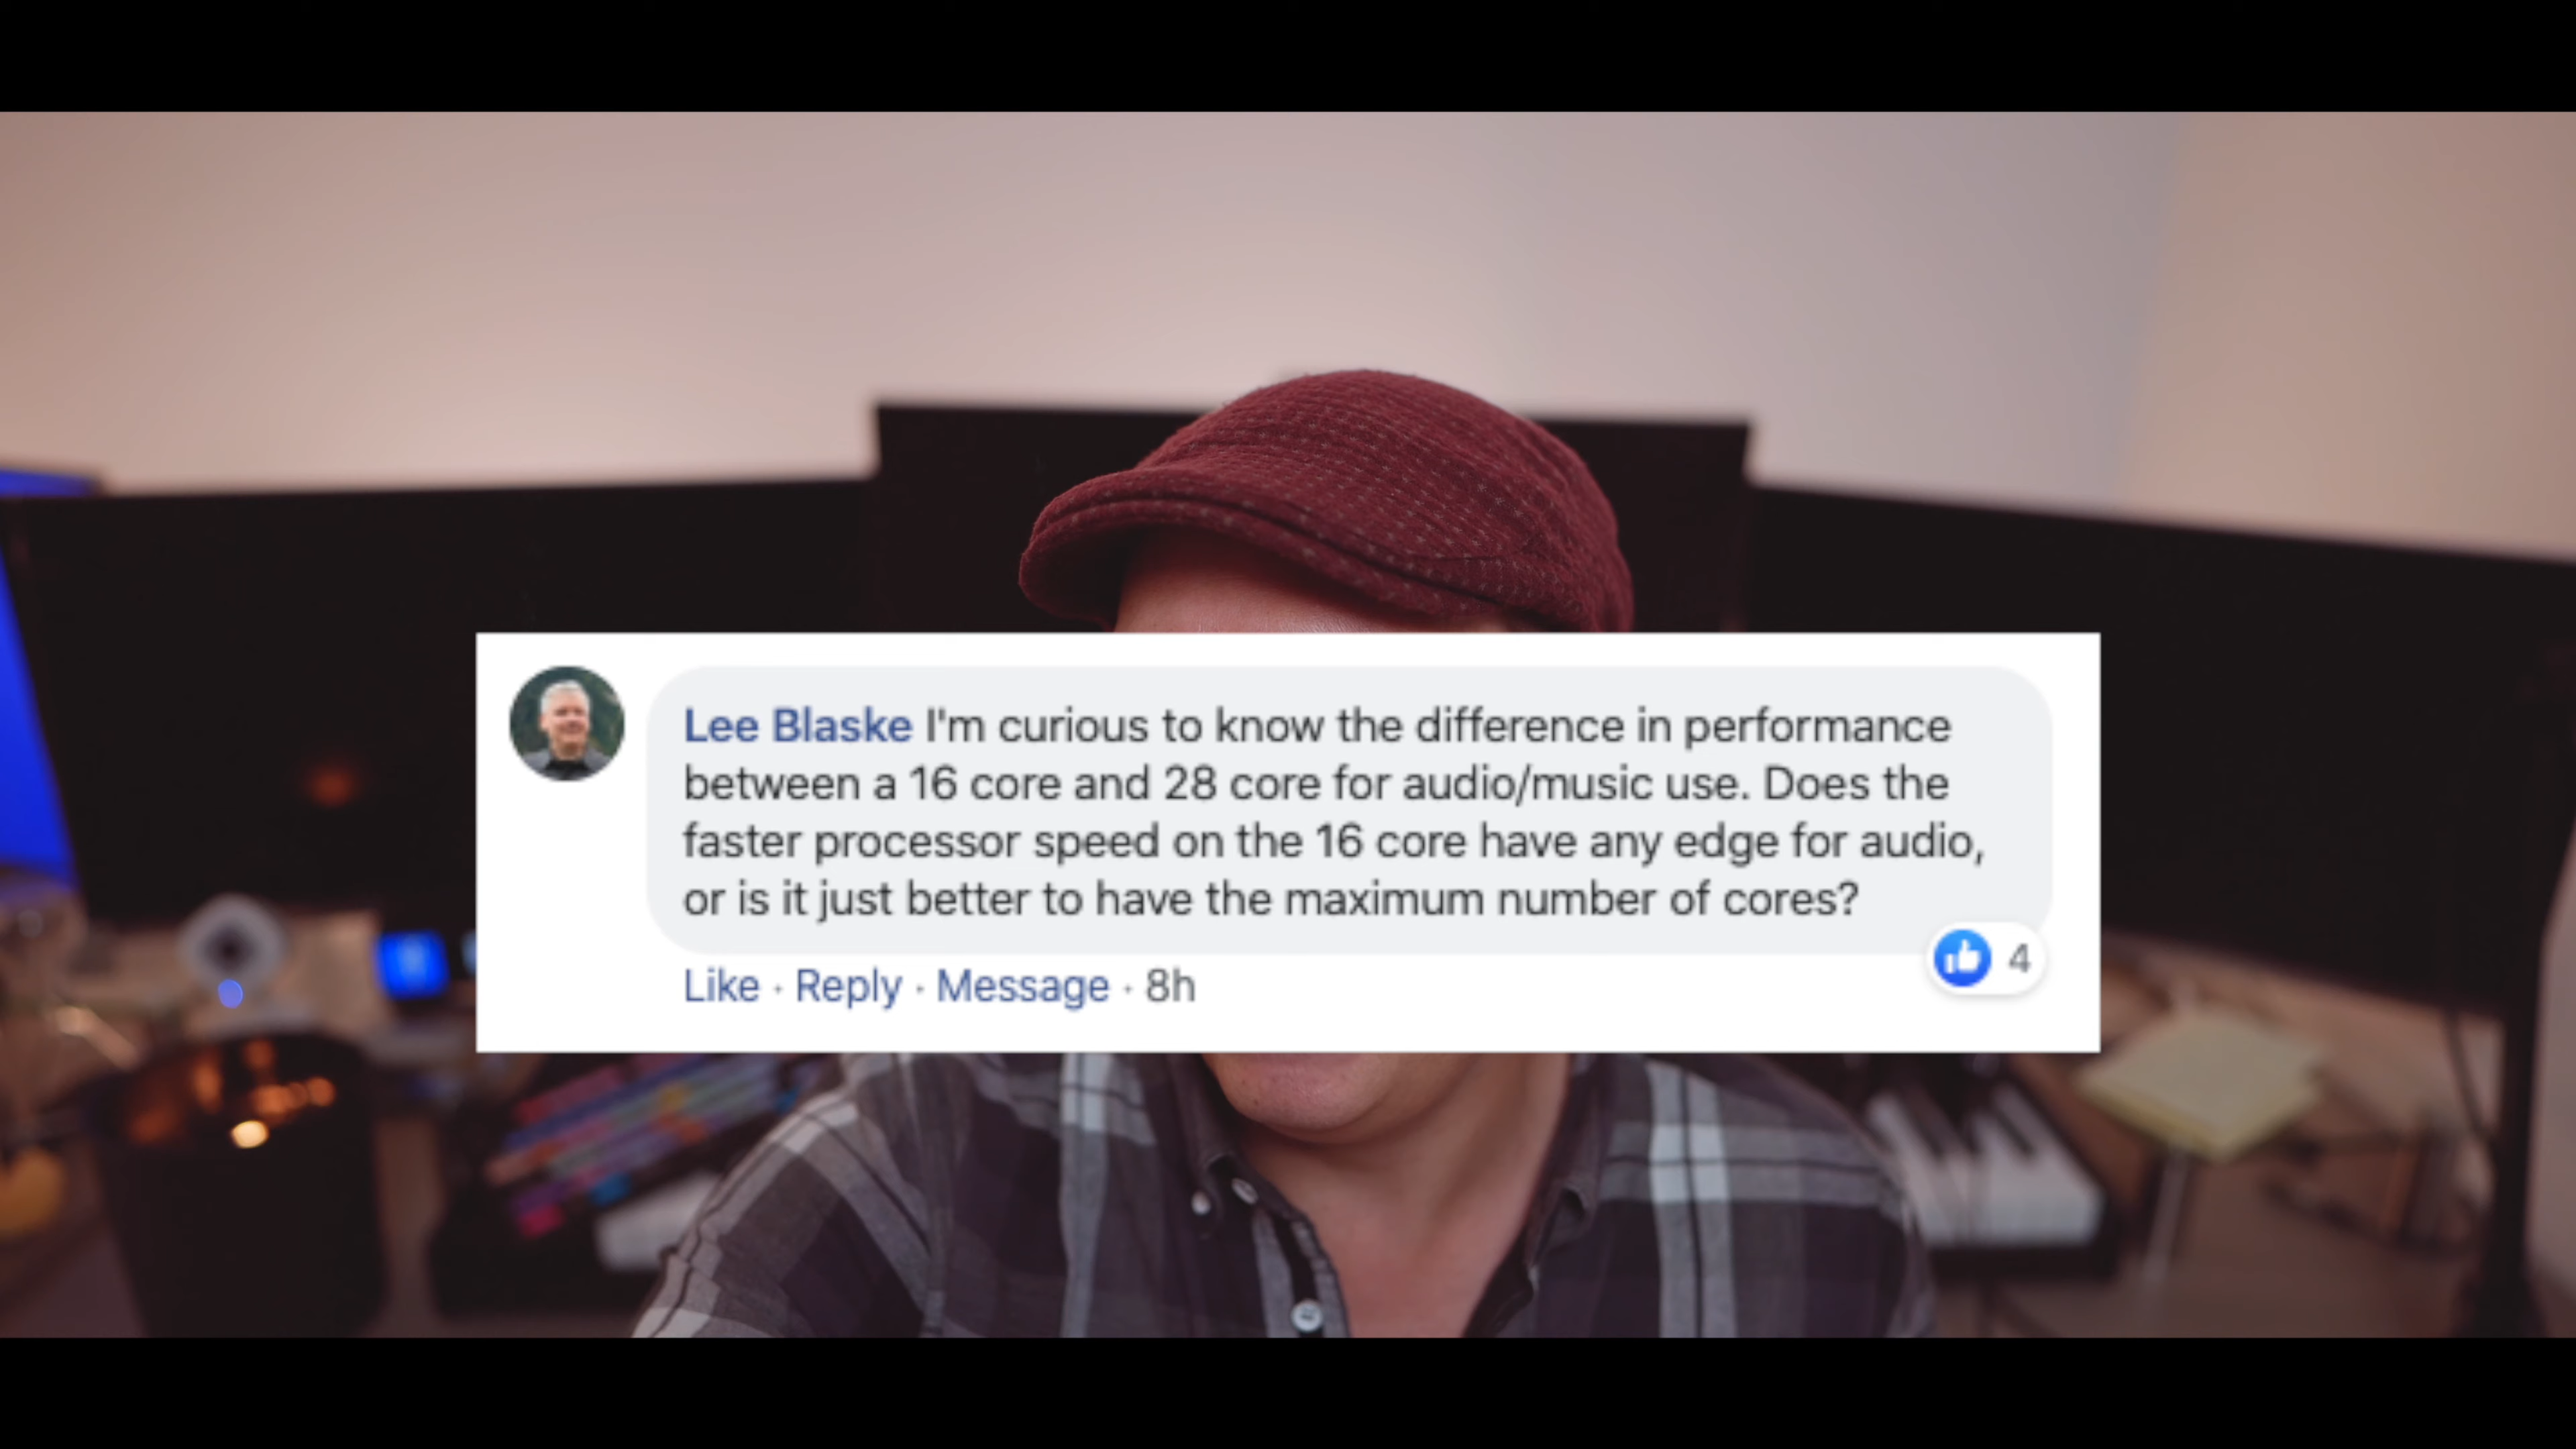 Lee Blaske I'm curious to know the difference in performance
between a 16 core and 28 core for audio/music use. Does the
faster processor speed on the 16 core have any edge for audio,
or is it just better to have the maximum number of cores?
4
Like · Reply · Message · 8h